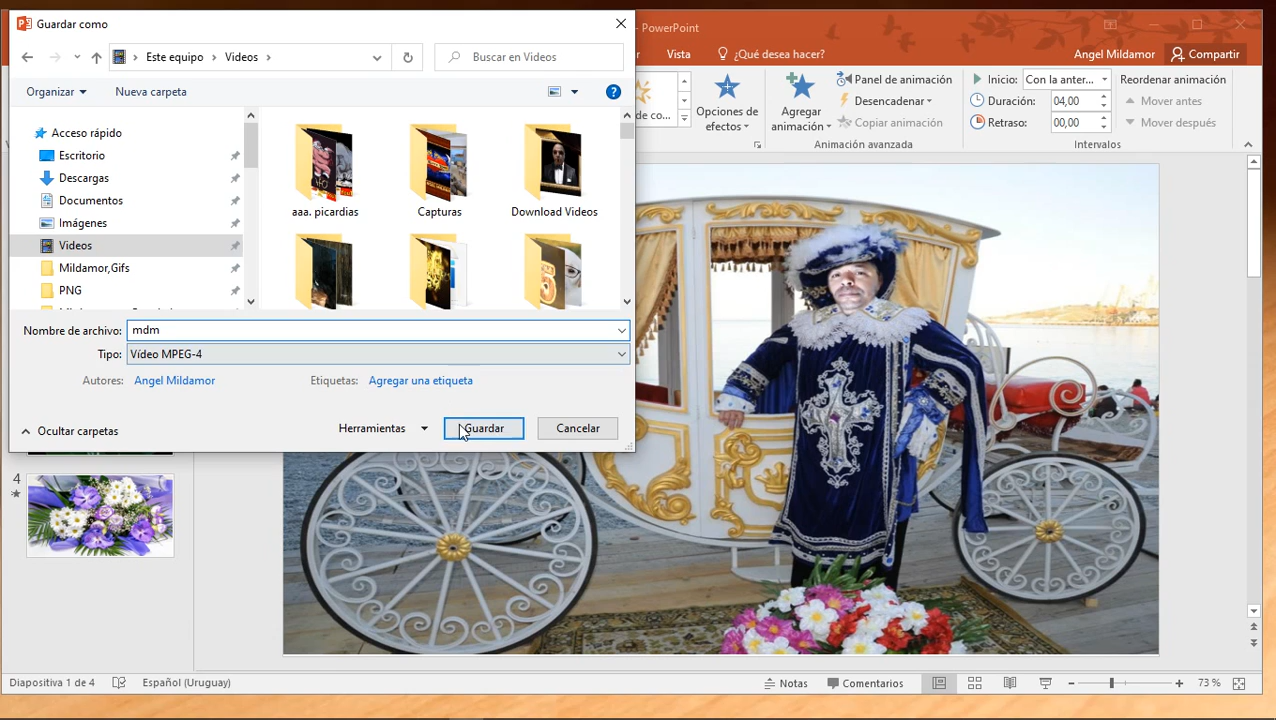 Guardar como
- PowerPoint
Este equipo
Videos
Buscar en Videos
Vista
¿Qué desea hacer?
Angel Mildamor
Compartir
Organizar
Nueva carpeta
Opciones de efectos
Agregar animación
Panel de animación
Desencadenar
Copiar animación
Animación avanzada
Inicio:
Con la anter...
Duración:
04,00
Retraso:
00,00
Intervalos
Reordenar animación
Mover antes
Mover después
de co...
Acceso rápido
Escritorio
Descargas
Documentos
Imágenes
Videos
Mildamor,Gifs
PNG
aaa. picardias
Capturas
Download Videos
Nombre de archivo:
mdm
Tipo:
Vídeo MPEG-4
Autores:
Angel Mildamor
Etiquetas:
Agregar una etiqueta
Ocultar carpetas
Herramientas
Guardar
Cancelar
4
Diapositiva 1 de 4
Español (Uruguay)
Notas
Comentarios
73 %